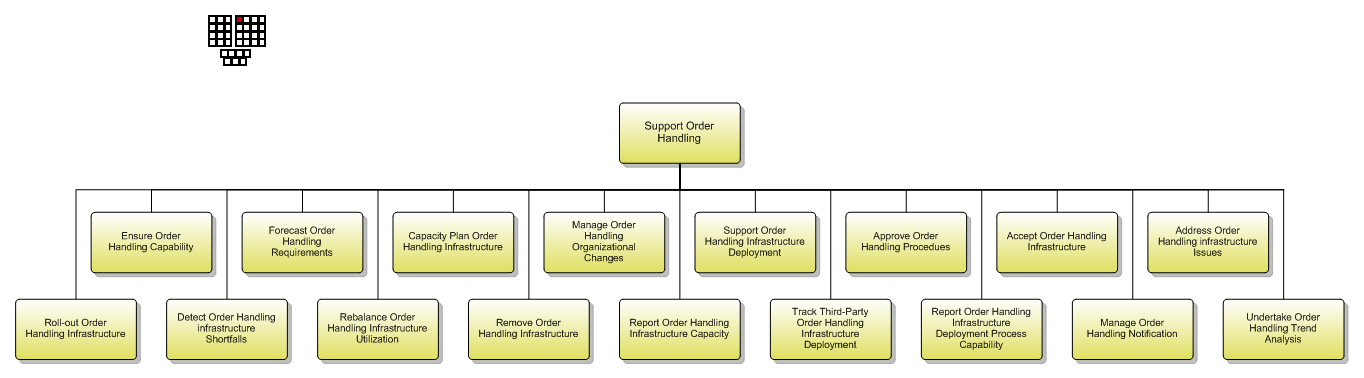 Support Order
Handling
Ensure Order
Handling Capability
Forecast Order
Handling
Requirements
Capacity Plan Order
Handling Infrastructure
Manage Order
Handling
Organizational
Changes
Support Order
Handling Infrastructure
Deployment
Approve Order
Handling Procedues
Accept Order Handling
Infrastructure
Address Order
Handling infrastructure
Issues
Roll-out Order
Handling Infrastructure
Detect Order Handling
infrastructure
Shortfalls
Rebalance Order
Handling Infrastructure
Utilization
Remove Order
Handling Infrastructure
Report Order Handling
Infrastructure Capacity
Track Third-Party
Order Handling
Infrastructure
Deployment
Report Order Handling
Infrastructure
Deployment Process
Capability
Manage Order
Handling Notification
Undertake Order
Handling Trend
Analysis